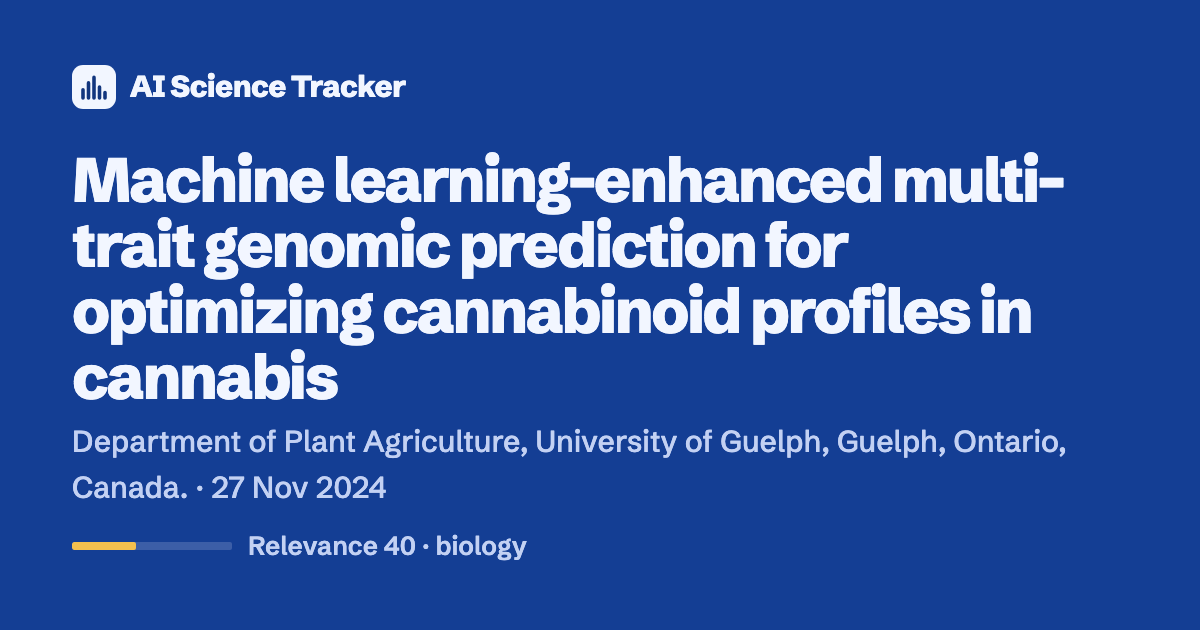 AI Science Tracker
Machine learning-enhanced multi-
trait genomic prediction for
optimizing cannabinoid profiles in
cannabis
Department of Plant Agriculture, University of Guelph, Guelph, Ontario,
Canada. · 27 Nov 2024
Relevance 40 · biology